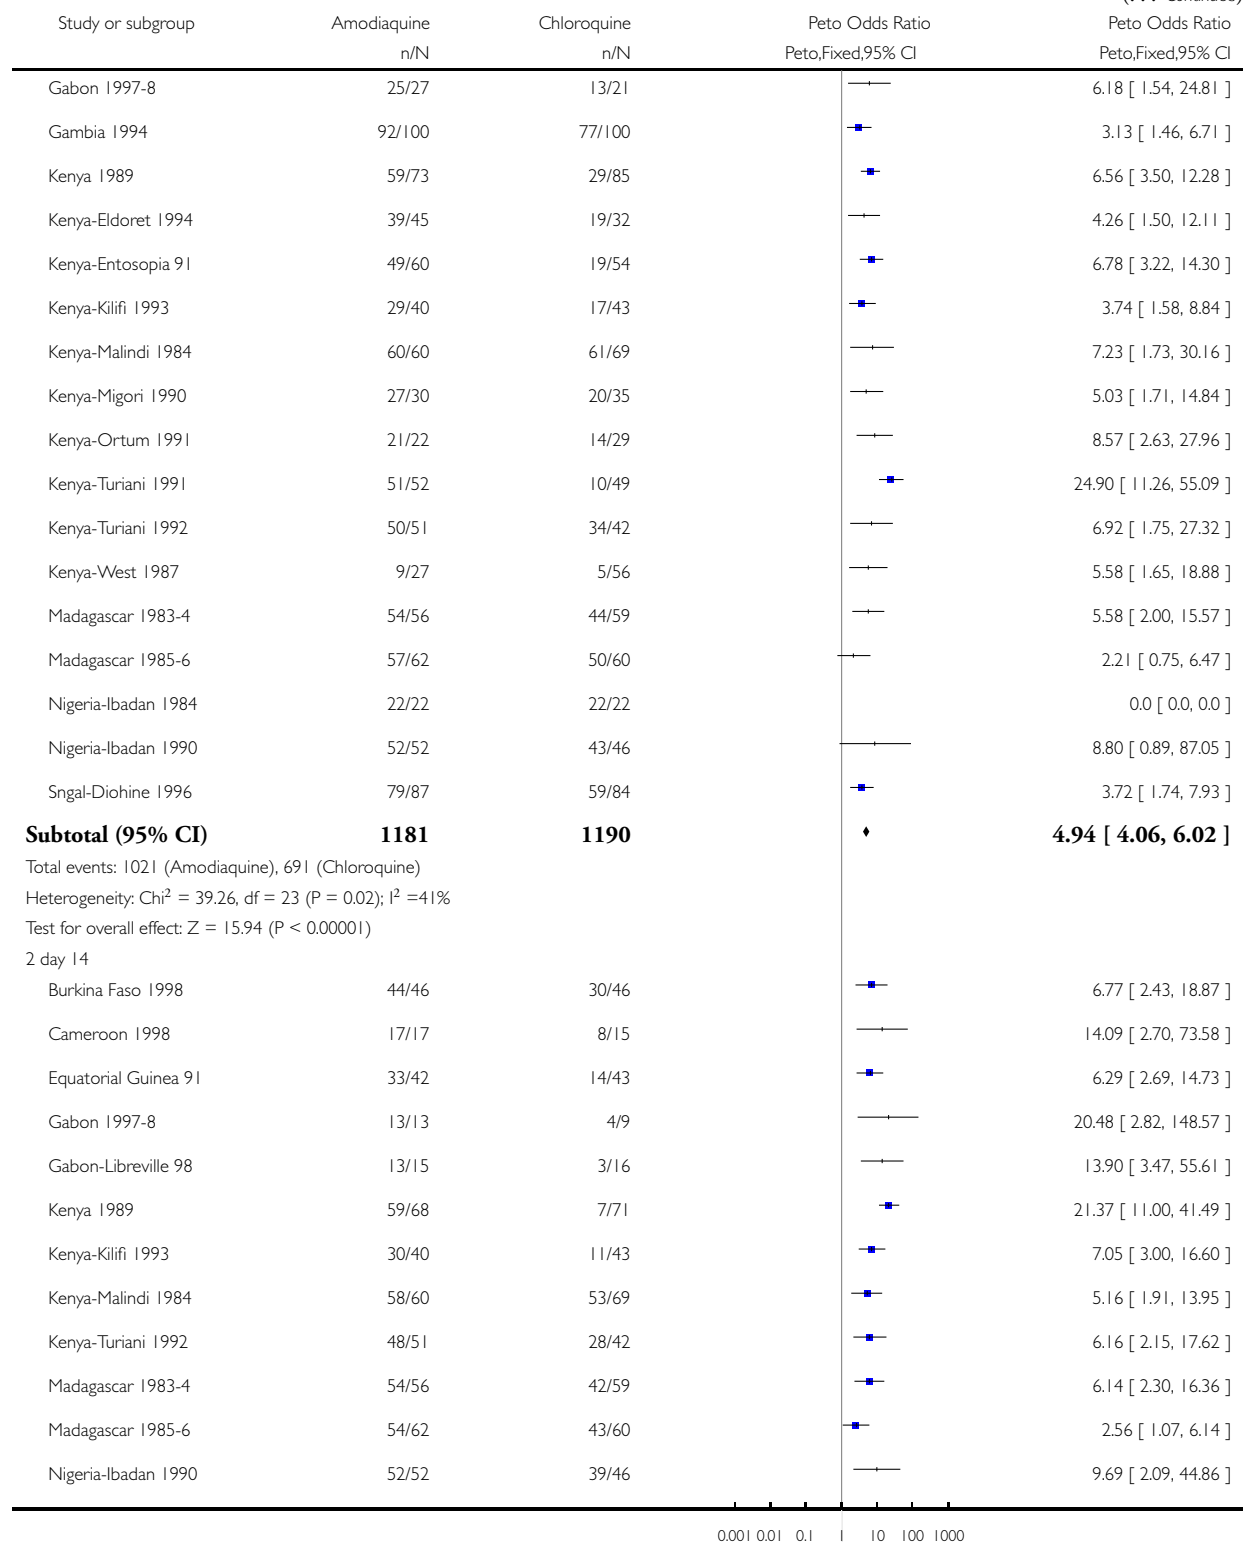 Continued)
Study or subgroup Amodiaquine Chloroquine Peto Odds Ratio Peto Odds Ratio
n/N n/N Peto,Fixed,95% CI Peto,Fixed,95% CI
Gabon 1997-8 25/27 13/21 6.18 [ 1.54, 24.81 ]
Gambia 1994 92/100 77/100 3.13 [ 1.46, 6.71 ]
Kenya 1989 59/73 29/85 6.56 [ 3.50, 12.28 ]
Kenya-Eldoret 1994 39/45 19/32 4.26 [ 1.50, 12.11 ]
Kenya-Entosopia 91 49/60 19/54 6.78 [ 3.22, 14.30 ]
Kenya-Kilifi 1993 29/40 17/43 3.74 [ 1.58, 8.84 ]
Kenya-Malindi 1984 60/60 61/69 7.23 [ 1.73, 30.16 ]
Kenya-Migori 1990 27/30 20/35 5.03 [ 1.71, 14.84 ]
Kenya-Ortum 1991 21/22 14/29 8.57 [ 2.63, 27.96 ]
Kenya-Turiani 1991 51/52 10/49 24.90 [ 11.26, 55.09 ]
Kenya-Turiani 1992 50/51 34/42 6.92 [ 1.75, 27.32 ]
Kenya-West 1987 9/27 5/56 5.58 [ 1.65, 18.88 ]
Madagascar 1983-4 54/56 44/59 5.58 [ 2.00, 15.57 ]
Madagascar 1985-6 57/62 50/60 2.21 [ 0.75, 6.47 ]
Nigeria-Ibadan 1984 22/22 22/22 0.0 [ 0.0, 0.0 ]
Nigeria-Ibadan 1990 52/52 43/46 8.80 [ 0.89, 87.05 ]
Sngal-Diohine 1996 79/87 59/84 3.72 [ 1.74, 7.93 ]
Subtotal (95% CI) 1181 1190 4.94 [ 4.06, 6.02 ]
Total events: 1021 (Amodiaquine), 691 (Chloroquine)
Heterogeneity: Chi² = 39.26, df = 23 (P = 0.02); I² =41%
Test for overall effect: Z = 15.94 (P < 0.00001)
2 day 14
Burkina Faso 1998 44/46 30/46 6.77 [ 2.43, 18.87 ]
Cameroon 1998 17/17 8/15 14.09 [ 2.70, 73.58 ]
Equatorial Guinea 91 33/42 14/43 6.29 [ 2.69, 14.73 ]
Gabon 1997-8 13/13 4/9 20.48 [ 2.82, 148.57 ]
Gabon-Libreville 98 13/15 3/16 13.90 [ 3.47, 55.61 ]
Kenya 1989 59/68 7/71 21.37 [ 11.00, 41.49 ]
Kenya-Kilifi 1993 30/40 11/43 7.05 [ 3.00, 16.60 ]
Kenya-Malindi 1984 58/60 53/69 5.16 [ 1.91, 13.95 ]
Kenya-Turiani 1992 48/51 28/42 6.16 [ 2.15, 17.62 ]
Madagascar 1983-4 54/56 42/59 6.14 [ 2.30, 16.36 ]
Madagascar 1985-6 54/62 43/60 2.56 [ 1.07, 6.14 ]
Nigeria-Ibadan 1990 52/52 39/46 9.69 [ 2.09, 44.86 ]
0.001 0.01 0.1 1 10 100 1000